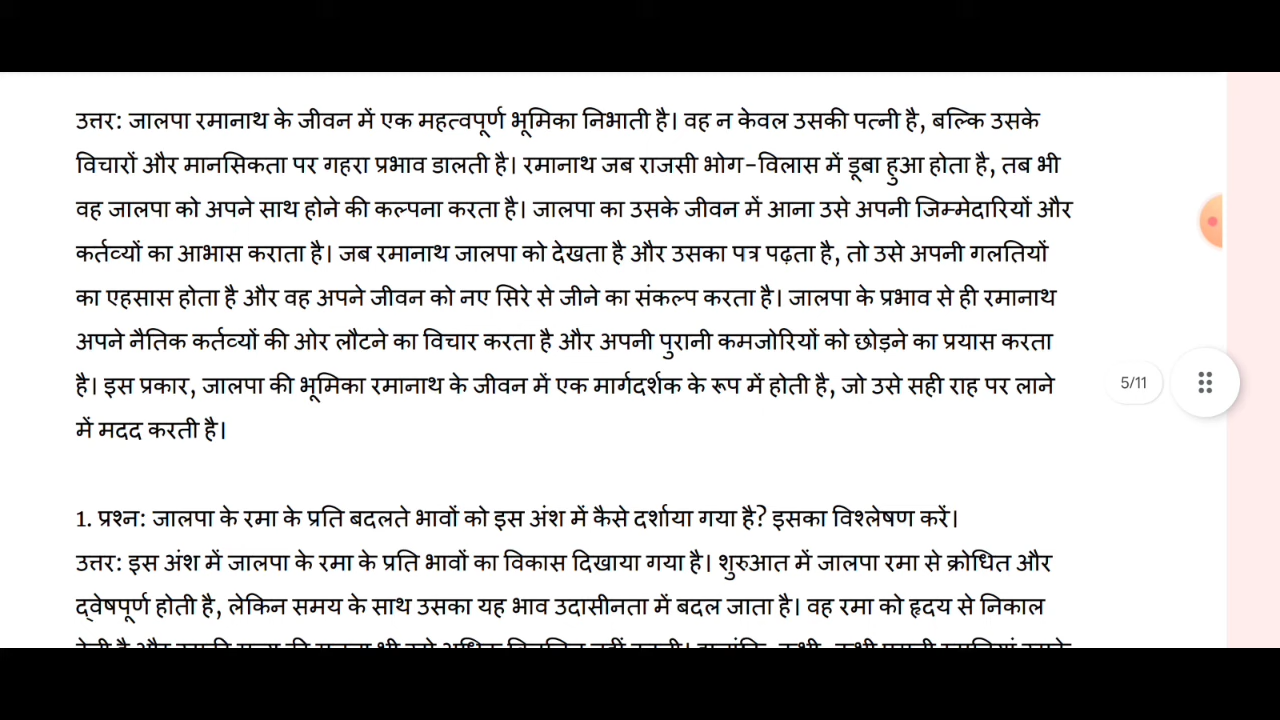 उत्तर: जालपा रमानाथ के जीवन में एक महत्वपूर्ण भूमिका निभाती है। वह न केवल उसकी पत्नी है, बल्कि उसके
विचारों और मानसिकता पर गहरा प्रभाव डालती है। रमानाथ जब राजसी भोग-विलास में डूबा हुआ होता है, तब भी
वह जालपा को अपने साथ होने की कल्पना करता है। जालपा का उसके जीवन में आना उसे अपनी जिम्मेदारियों और
कर्तव्यों का आभास कराता है। जब रमानाथ जालपा को देखता है और उसका पत्र पढ़ता है, तो उसे अपनी गलतियों
का एहसास होता है और वह अपने जीवन को नए सिरे से जीने का संकल्प करता है। जालपा के प्रभाव से ही रमानाथ
अपने नैतिक कर्तव्यों की ओर लौटने का विचार करता है और अपनी पुरानी कमजोरियों को छोड़ने का प्रयास करता
है। इस प्रकार, जालपा की भूमिका रमानाथ के जीवन में एक मार्गदर्शक के रूप में होती है, जो उसे सही राह पर लाने
5/11
में मदद करती है।
1. प्रश्न: जालपा के रमा के प्रति बदलते भावों को इस अंश में कैसे दर्शाया गया है? इसका विश्लेषण करें।
उत्तर: इस अंश में जालपा के रमा के प्रति भावों का विकास दिखाया गया है। शुरुआत में जालपा रमा से क्रोधित और
द्वेषपूर्ण होती है, लेकिन समय के साथ उसका यह भाव उदासीनता में बदल जाता है। वह रमा को हृदय से निकाल